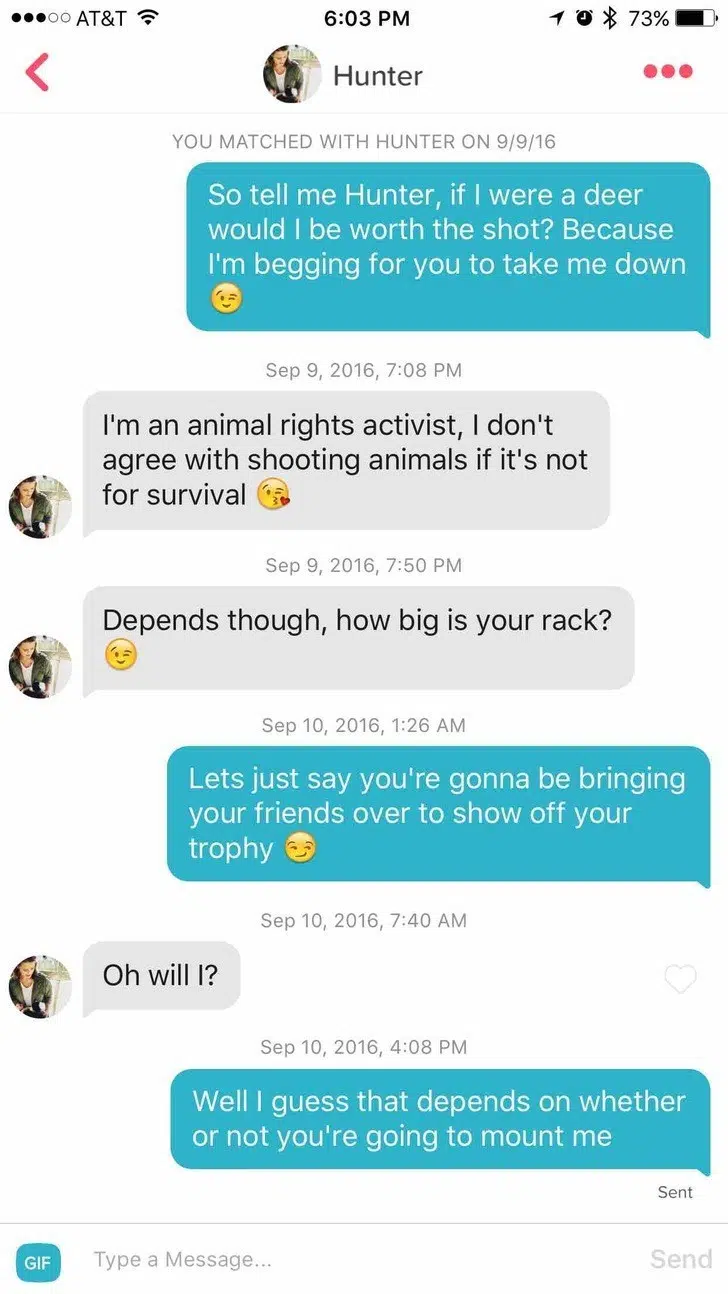 AT&T 6:03 PM 73%
Hunter
YOU MATCHED WITH HUNTER ON 9/9/16
So tell me Hunter, if I were a deer
would I be worth the shot? Because
I'm begging for you to take me down
😉
Sep 9, 2016, 7:08 PM
I'm an animal rights activist, I don't
agree with shooting animals if it's not
for survival 😘
Sep 9, 2016, 7:50 PM
Depends though, how big is your rack?
😉
Sep 10, 2016, 1:26 AM
Lets just say you're gonna be bringing
your friends over to show off your
trophy 😏
Sep 10, 2016, 7:40 AM
Oh will I?
Sep 10, 2016, 4:08 PM
Well I guess that depends on whether
or not you're going to mount me
Sent
GIF Type a Message... Send